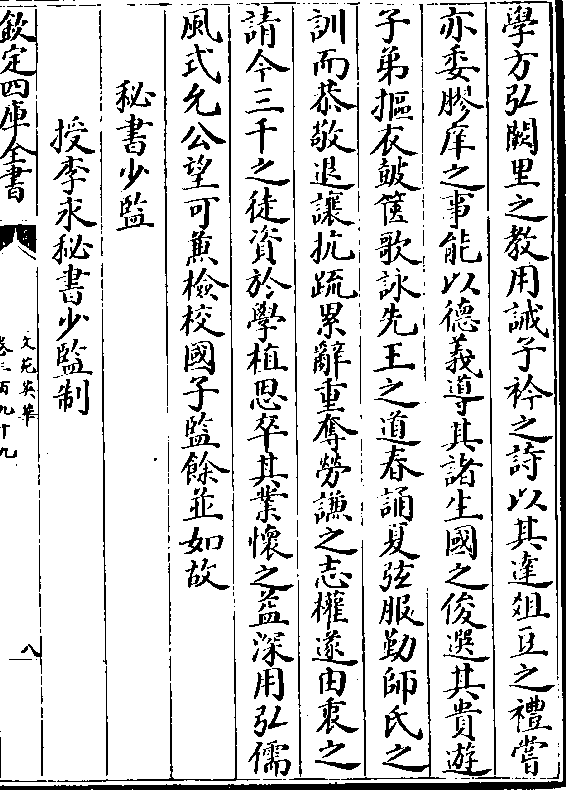 學方弘闕里之教用誡子衿之詩以其達俎豆之禮嘗
亦委膠庠之事能以德義導其諸生國之俊選其貴遊
子弟摳衣鼓篋歌詠先王之道春誦夏弦服勤師氏之
訓而恭敬退讓抗疏累辭重奪勞謙之志權遂由衷之
請今三千之徒資於學植思卒其業懷之益深用弘儒
風式允公望可兼檢校國子監餘並如故
秘書少監
授李永秘書少監制
欽定四庫全書
文苑英華
卷三百九十九
八